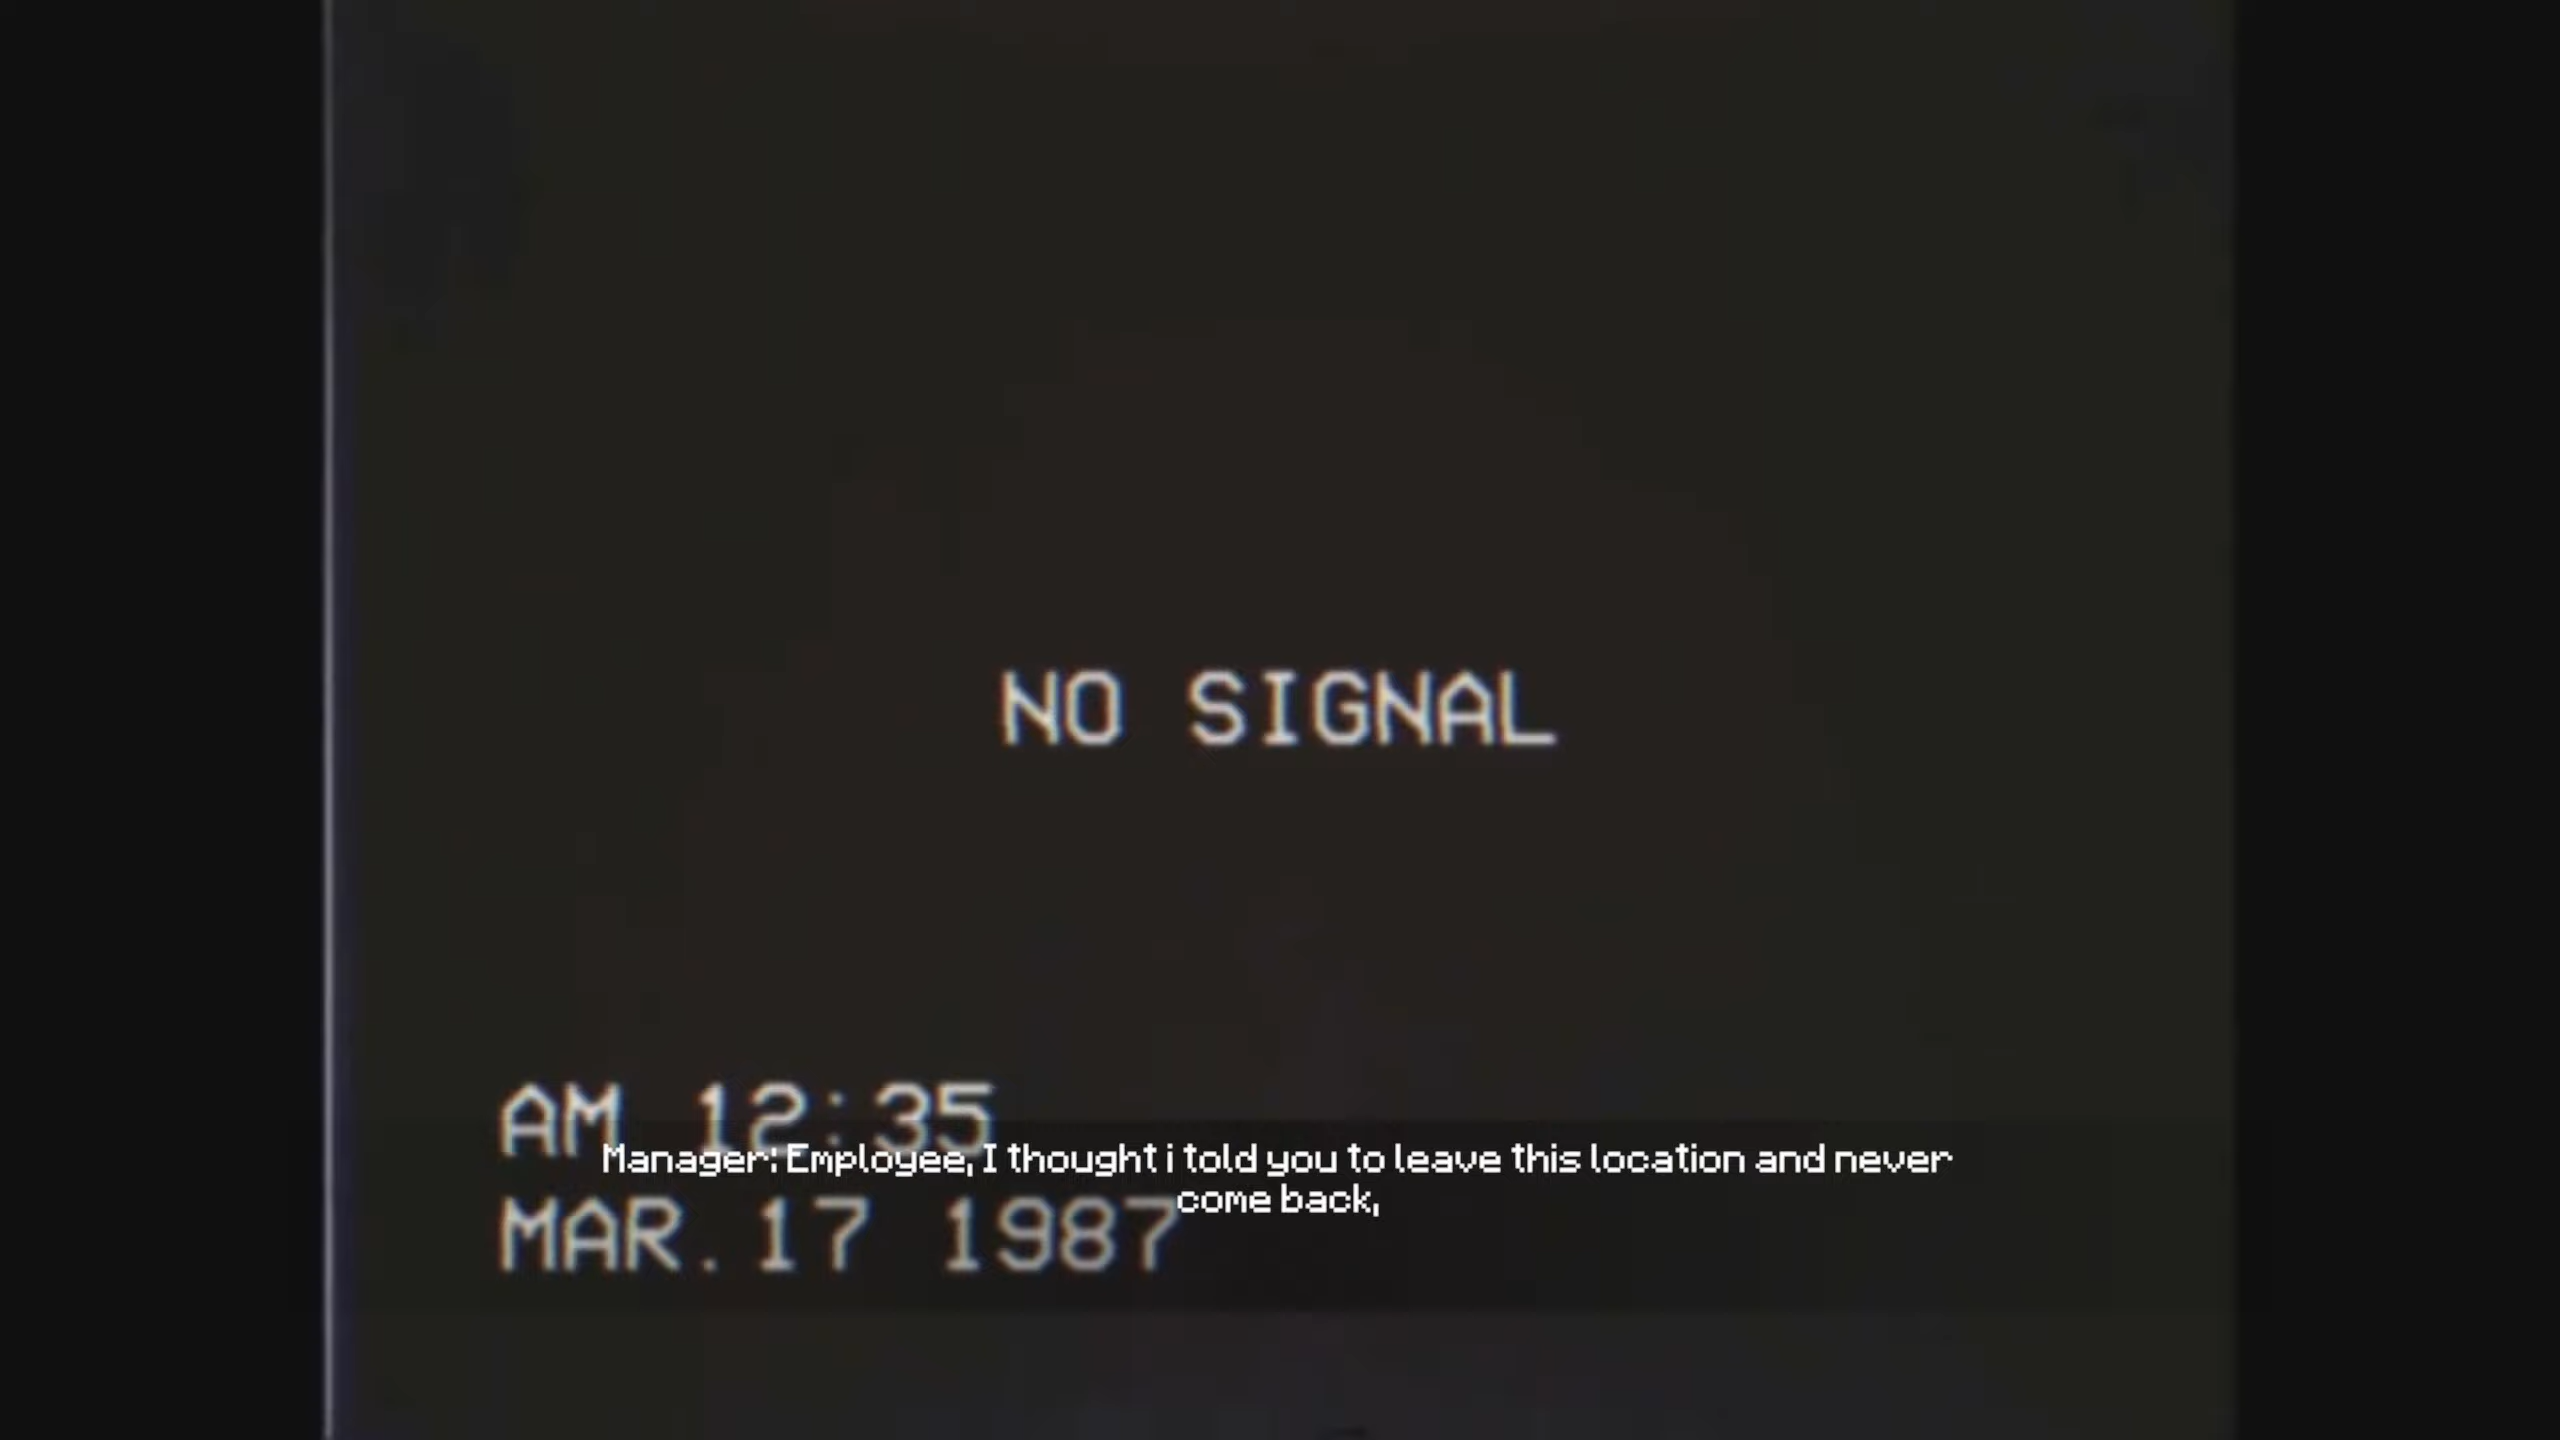 NO SIGNAL
AM 12:35
Manager: Employee, I thought i told you to leave this location and never
come back,
MAR.17 1987